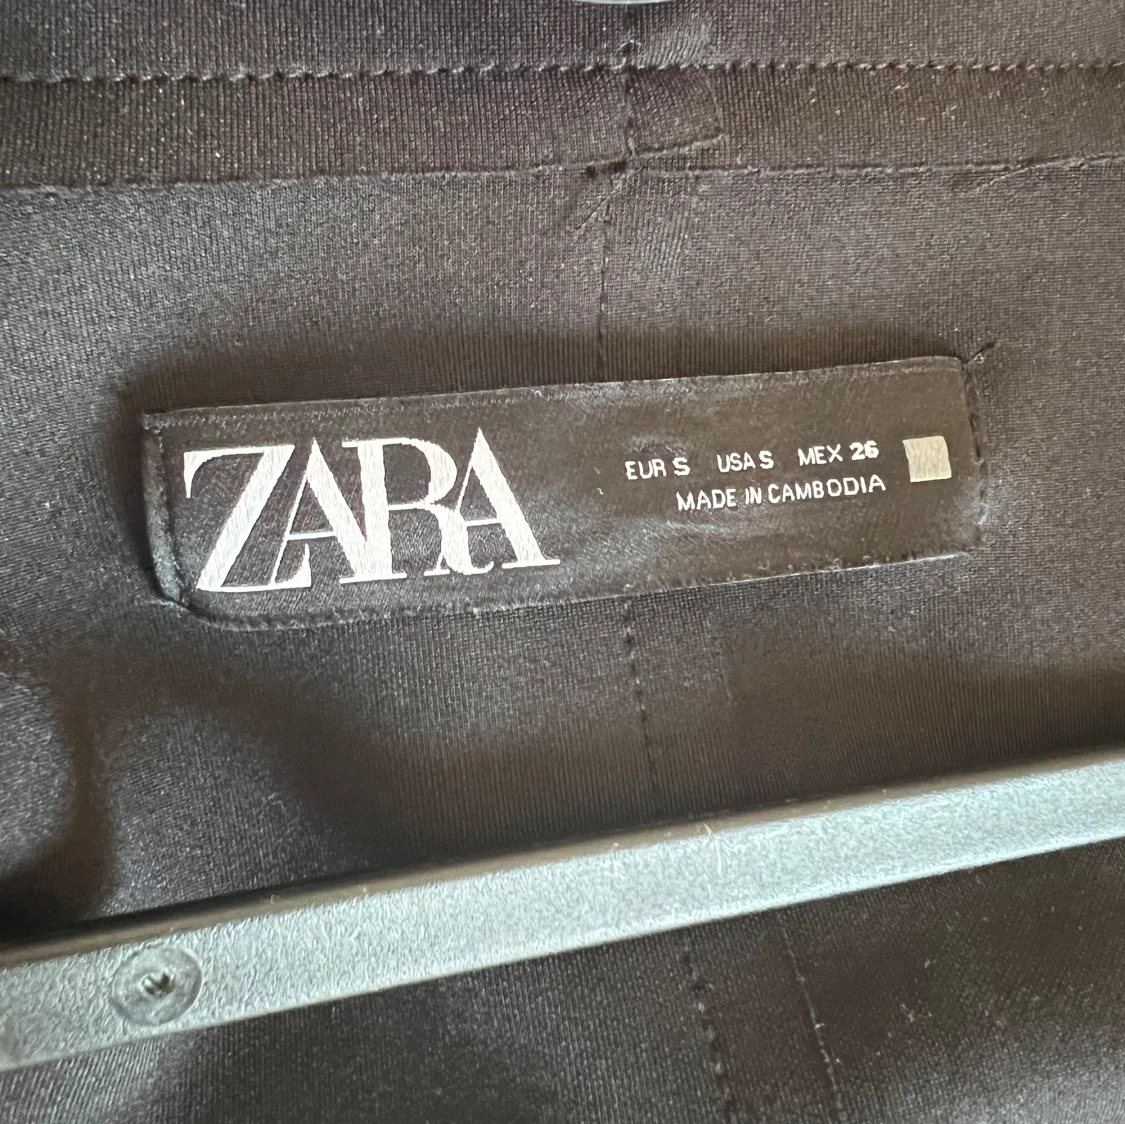 ZARA
EUR S USA S MEX 26
MADE IN CAMBODIA